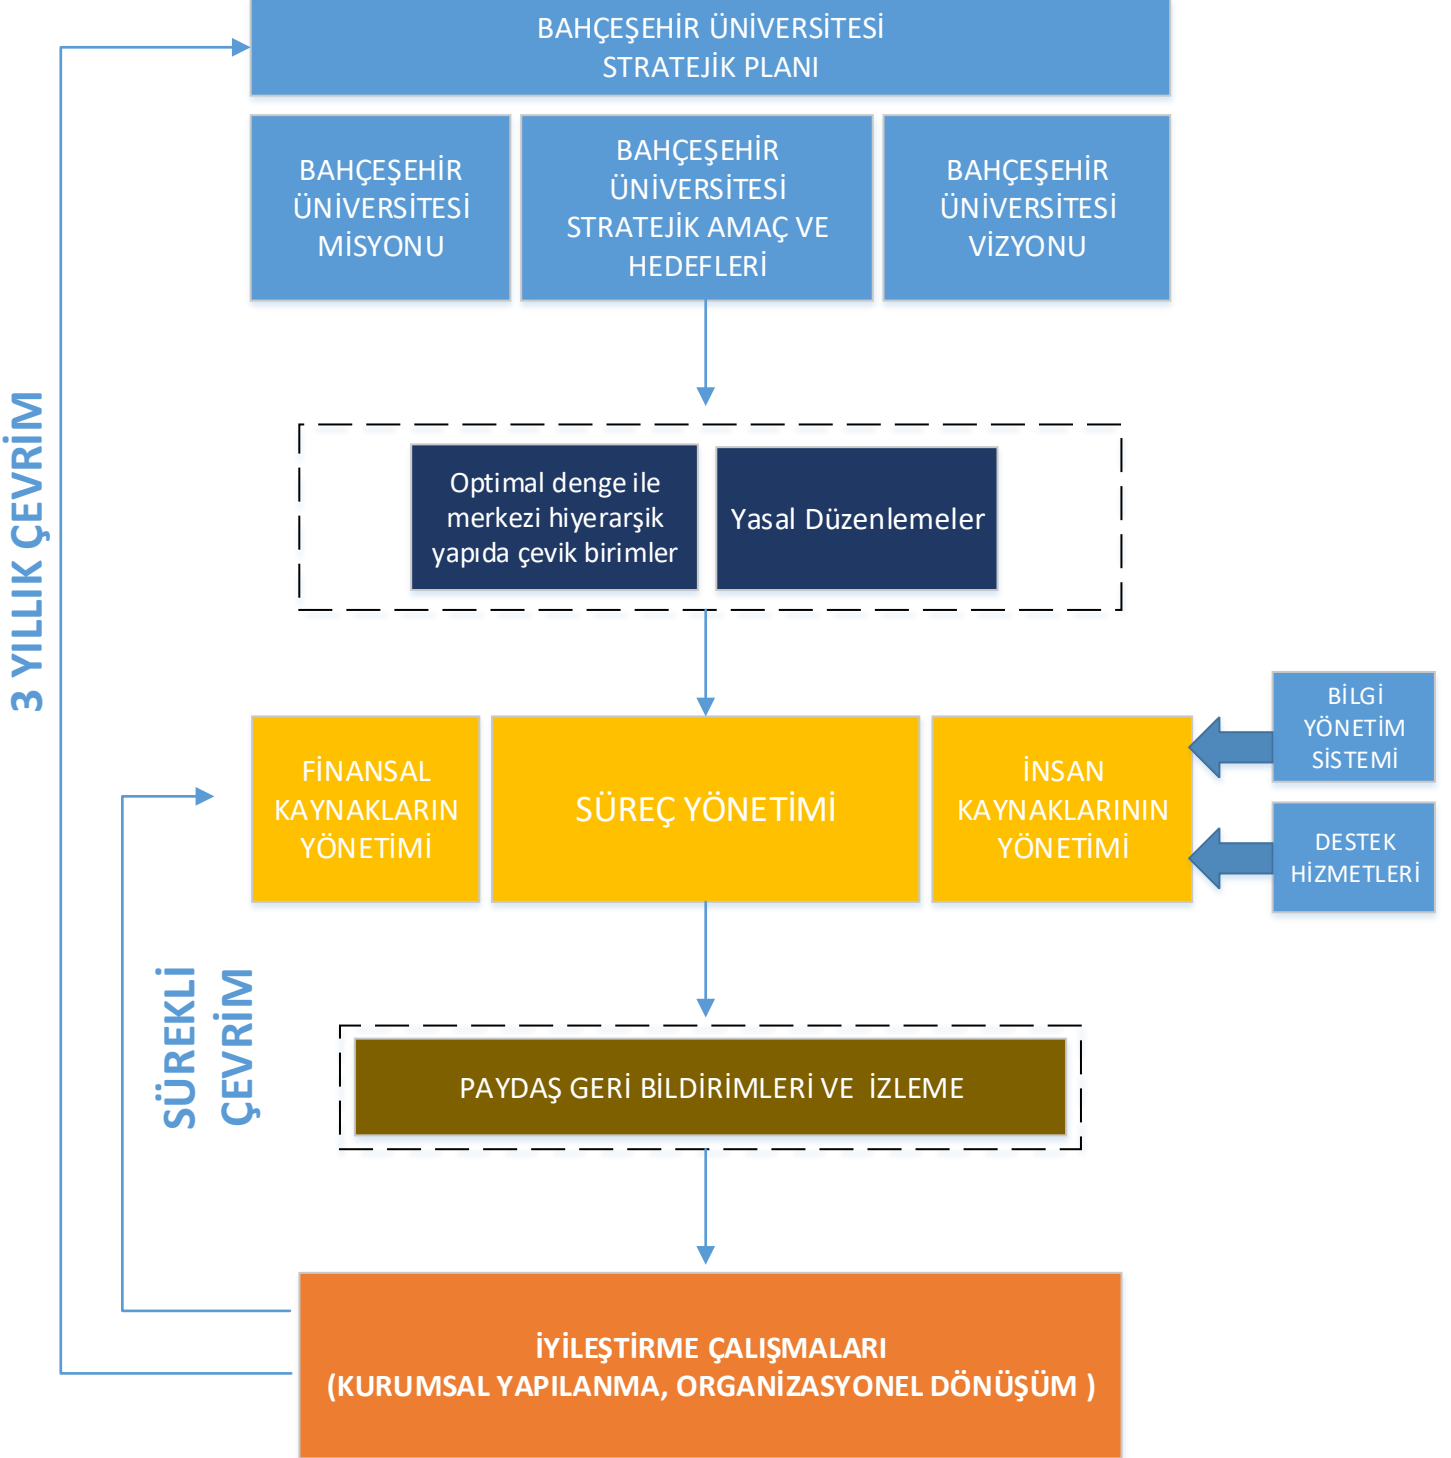 BAHÇEŞEHİR ÜNİVERSİTESİ
STRATEJİK PLANI
BAHÇEŞEHİR
ÜNİVERSİTESİ
MİSYONU
BAHÇEŞEHİR
ÜNİVERSİTESİ
STRATEJİK AMAÇ VE
HEDEFLERİ
BAHÇEŞEHİR
ÜNİVERSİTESİ
VİZYONU
3 YILLIK ÇEVRİM
Optimal denge ile
merkezi hiyerarşik
yapıda çevik birimler
Yasal Düzenlemeler
FİNANSAL
KAYNAKLARIN
YÖNETİMİ
SÜREÇ YÖNETİMİ
İNSAN
KAYNAKLARININ
YÖNETİMİ
BİLGİ
YÖNETİM
SİSTEMİ
DESTEK
HİZMETLERİ
SÜREKLİ
ÇEVRİM
PAYDAŞ GERİ BİLDİRİMLERİ VE  İZLEME
İYİLEŞTİRME ÇALIŞMALARI
(KURUMSAL YAPILANMA, ORGANİZASYONEL DÖNÜŞÜM )